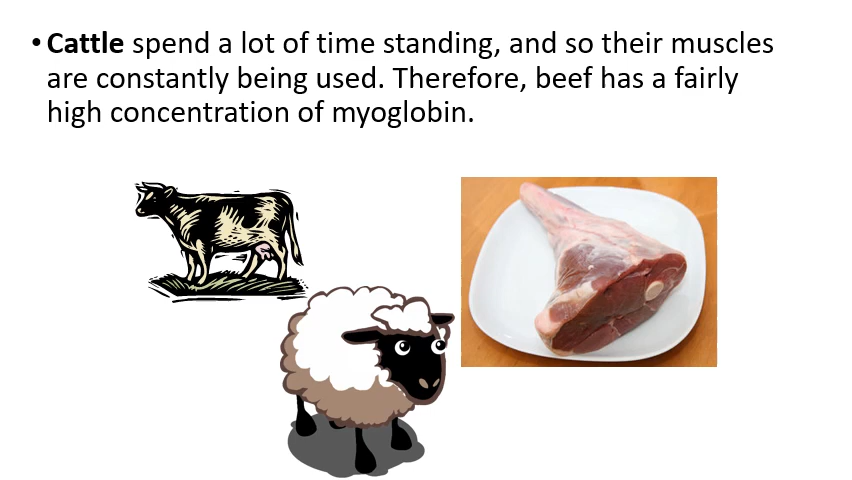 • Cattle spend a lot of time standing, and so their muscles
are constantly being used. Therefore, beef has a fairly
high concentration of myoglobin.